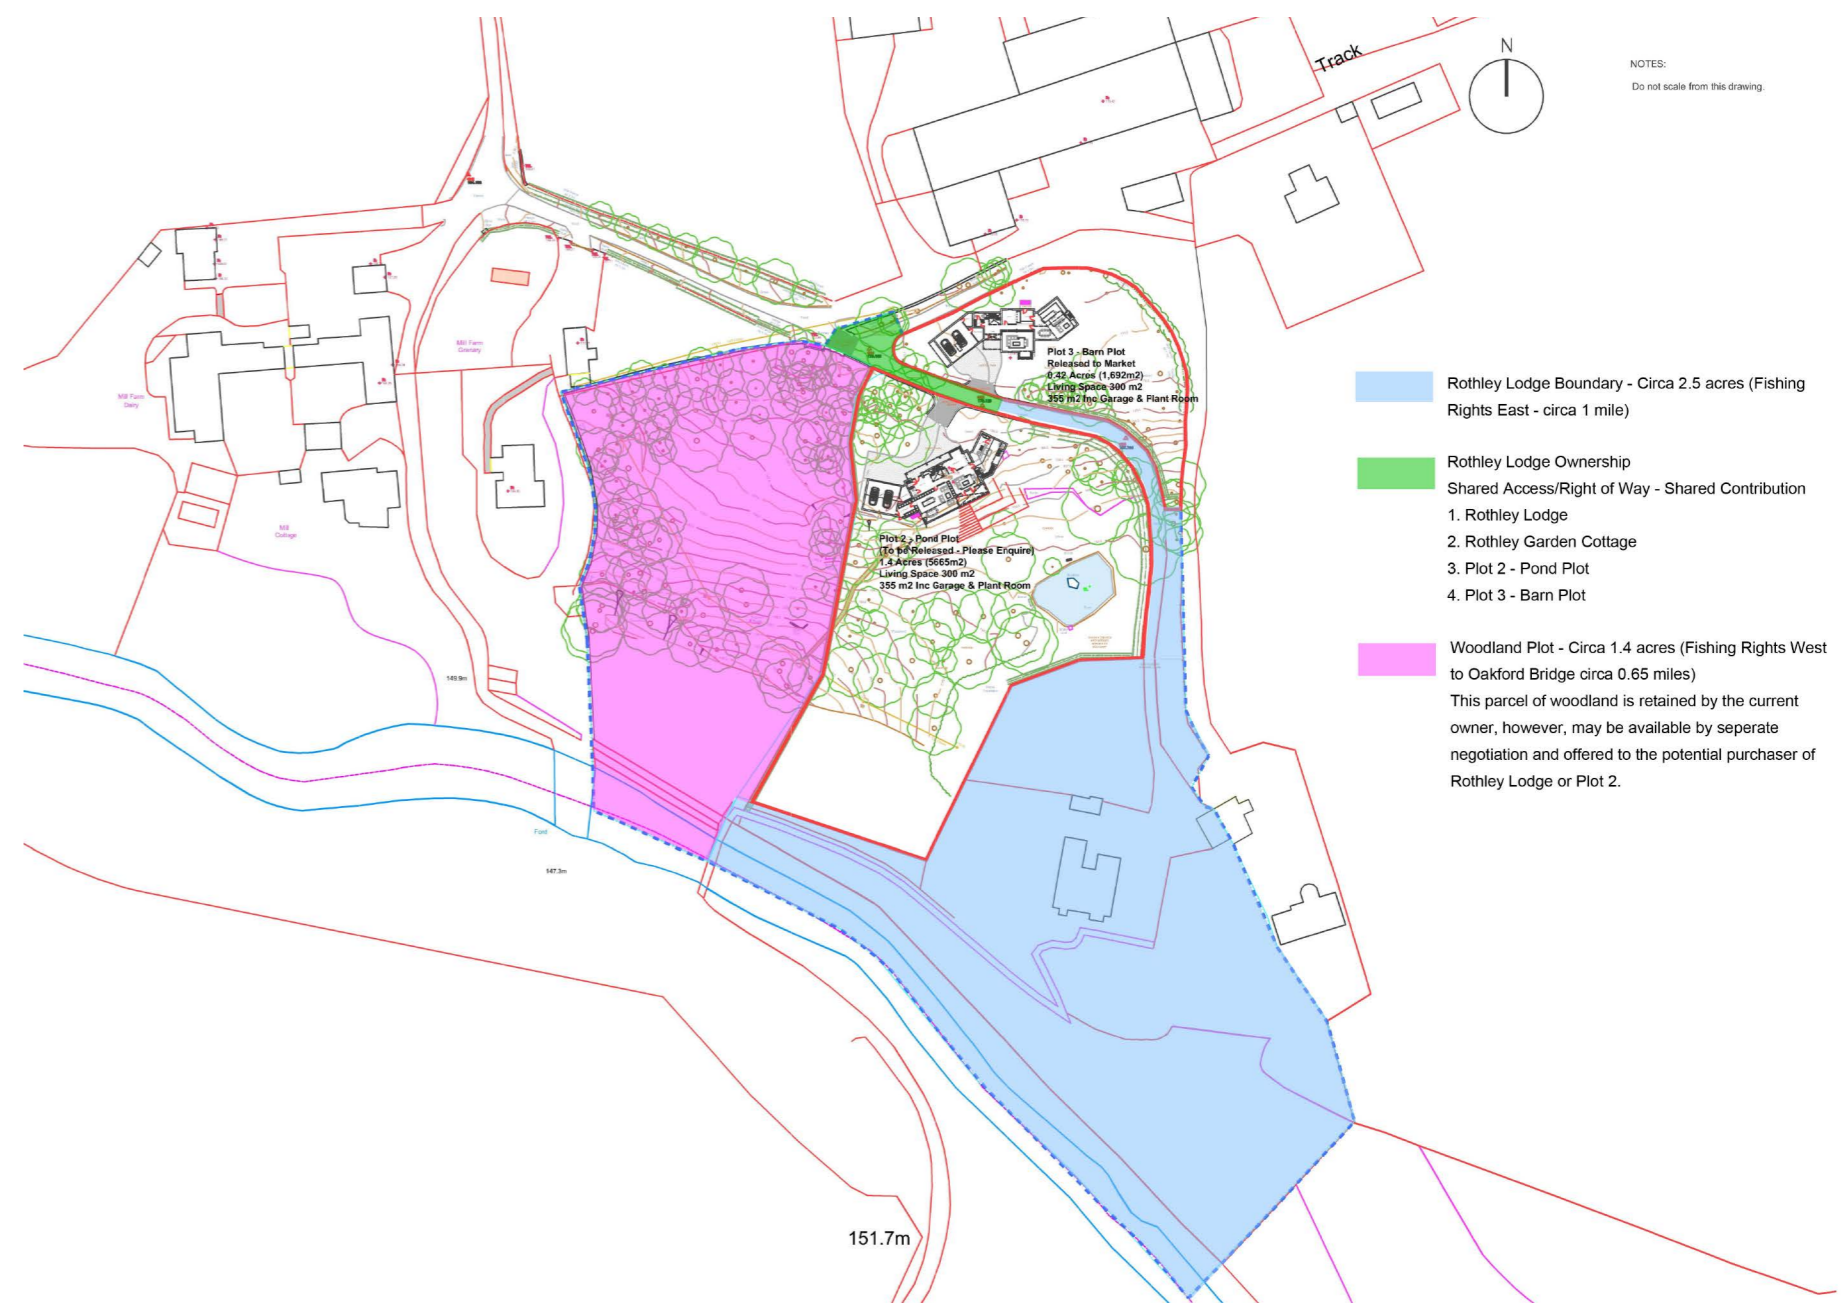 Track
N
NOTES:
Do not scale from this drawing.
Mill Farm
Granary
Mill Farm
Dairy
Mill
Cottage
Plot 3 - Barn Plot
Released to Market
0.42 Acres (1,692m2)
Living Space 300 m2
355 m2 Inc Garage & Plant Room
Plot 2 - Pond Plot
(To be Released - Please Enquire)
1.4 Acres (5665m2)
Living Space 300 m2
355 m2 Inc Garage & Plant Room
149.9m
Ford
147.3m
151.7m
Rothley Lodge Boundary - Circa 2.5 acres (Fishing
Rights East - circa 1 mile)
Rothley Lodge Ownership
Shared Access/Right of Way - Shared Contribution
1. Rothley Lodge
2. Rothley Garden Cottage
3. Plot 2 - Pond Plot
4. Plot 3 - Barn Plot
Woodland Plot - Circa 1.4 acres (Fishing Rights West
to Oakford Bridge circa 0.65 miles)
This parcel of woodland is retained by the current
owner, however, may be available by seperate
negotiation and offered to the potential purchaser of
Rothley Lodge or Plot 2.